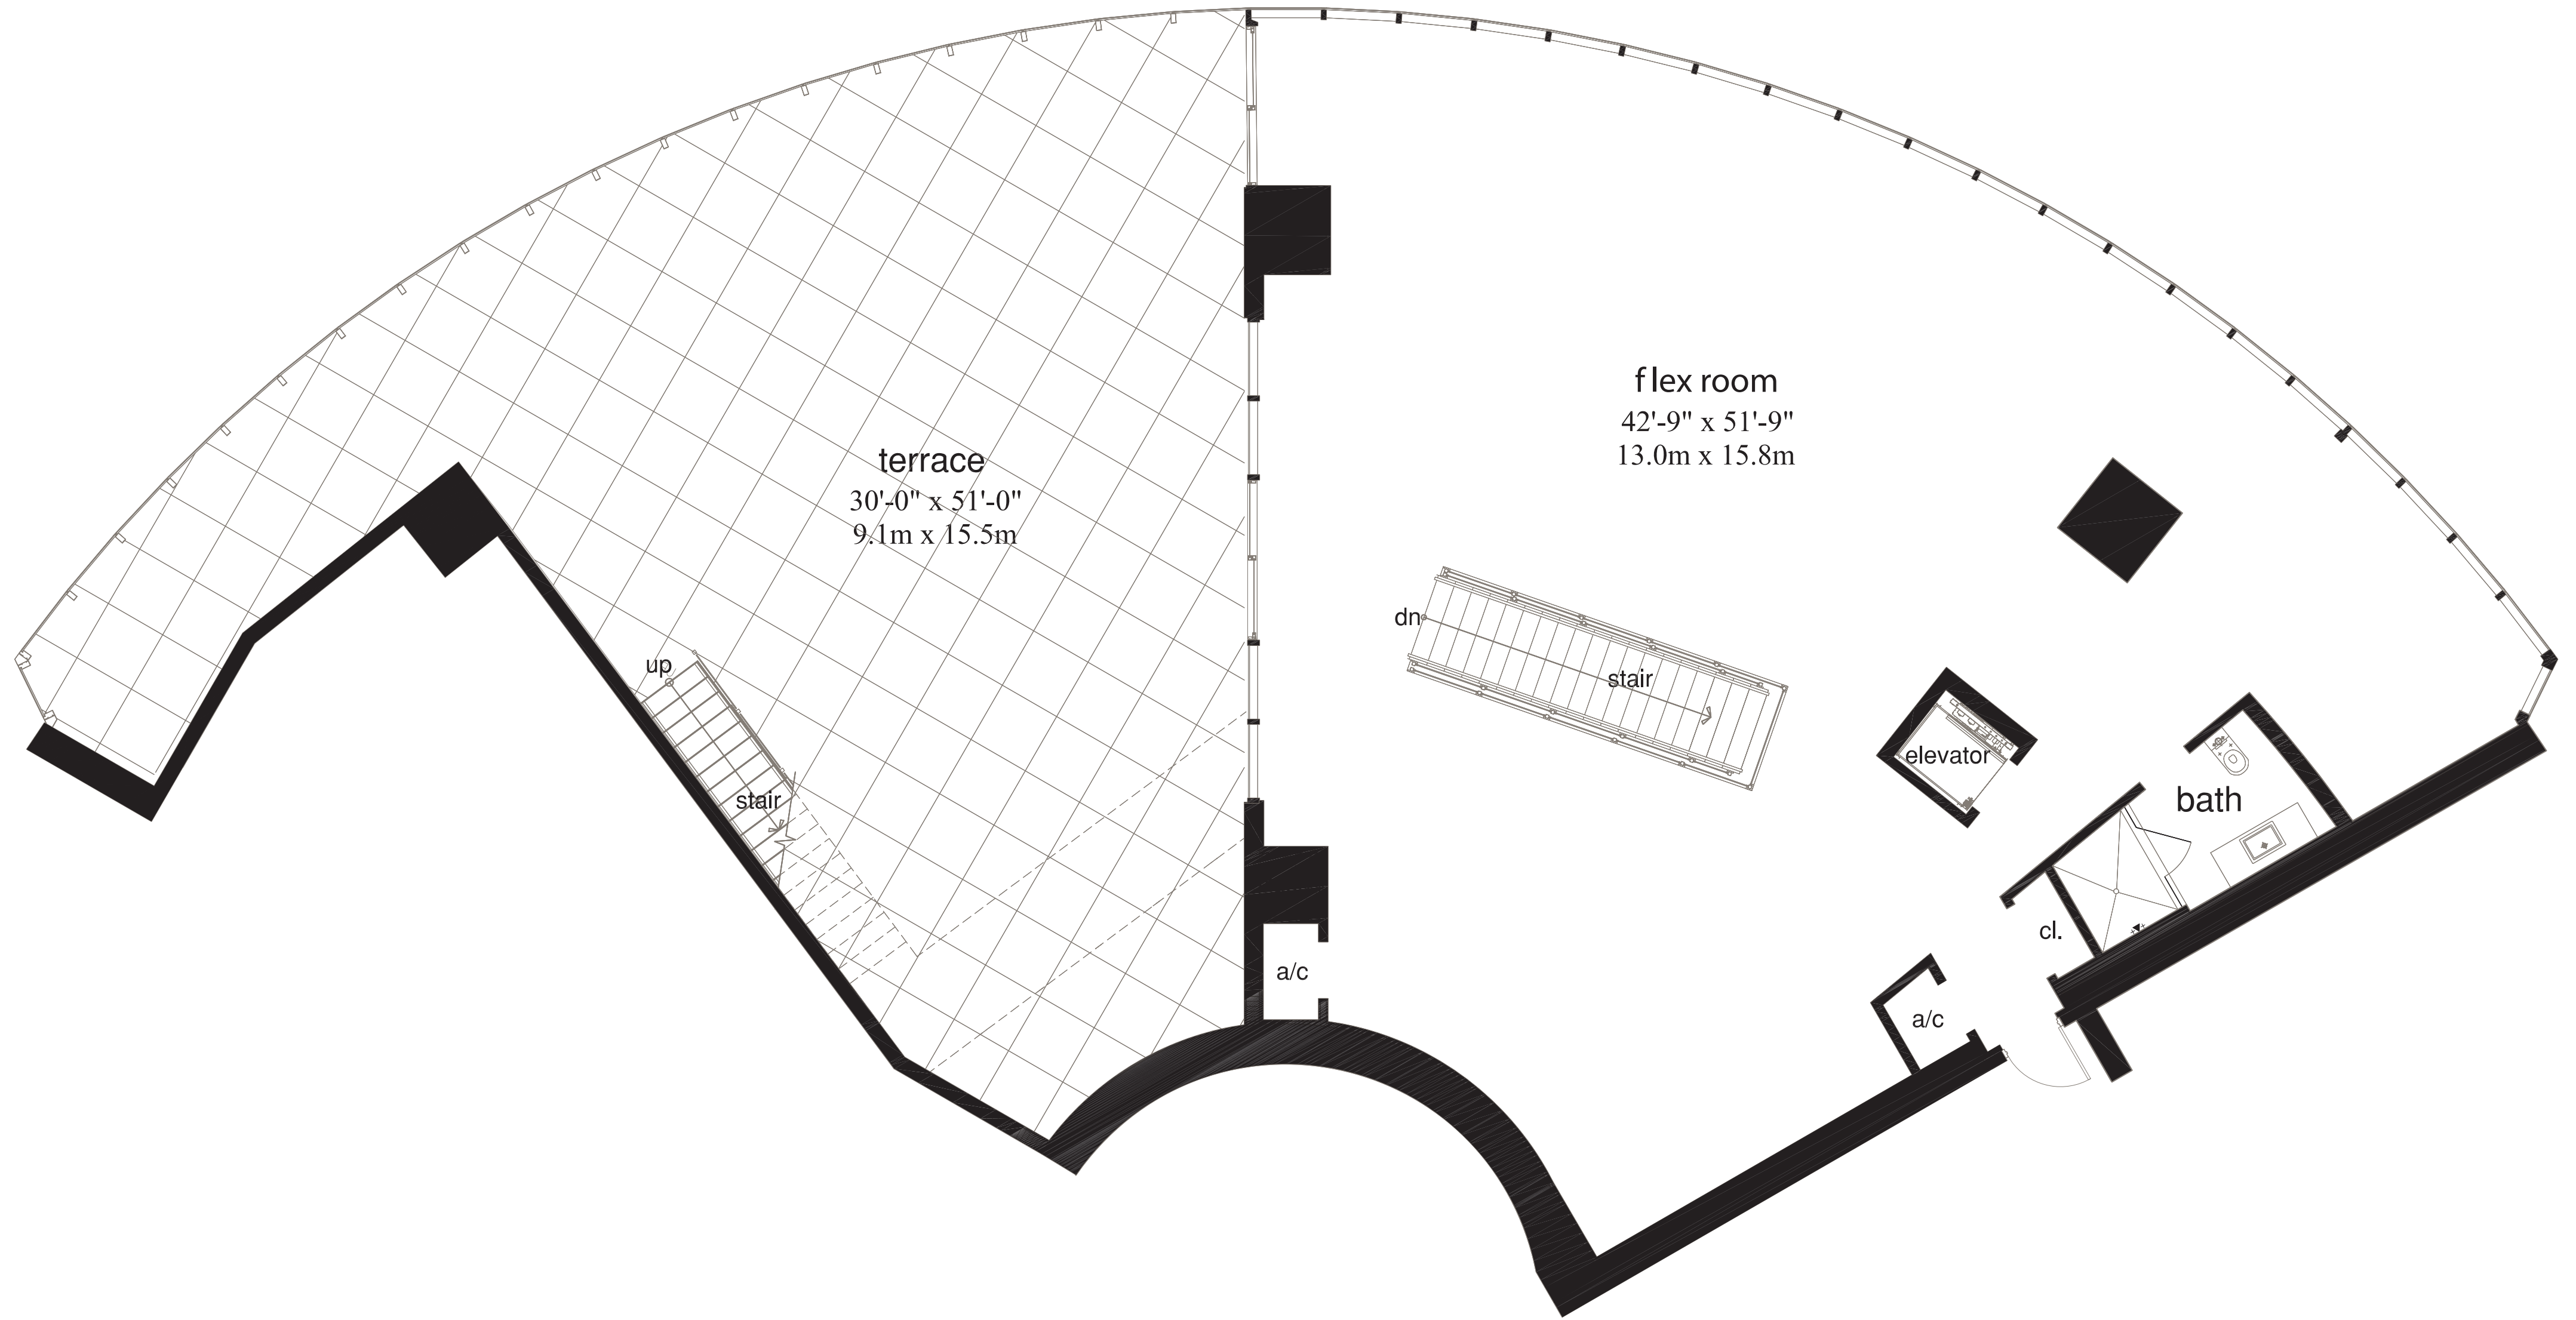 flex room
42'-9" x 51'-9"
13.0m x 15.8m
terrace
30'-0" x 51'-0"
9.1m x 15.5m
dn
up
stair
stair
elevator
bath
cl.
a/c
a/c